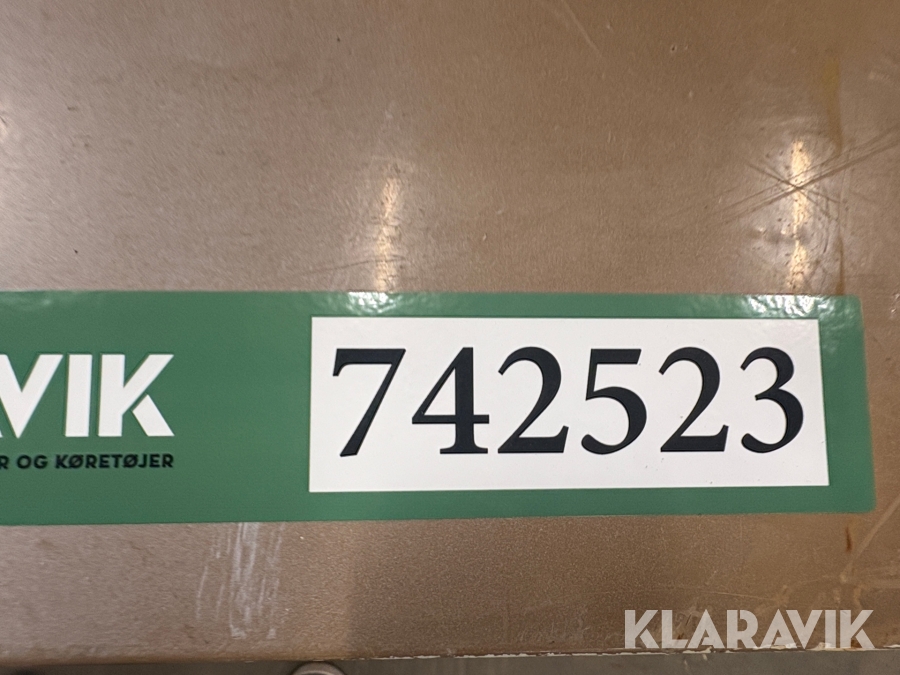 VIK
742523
R OG KØRETØJER
KLARAVIK